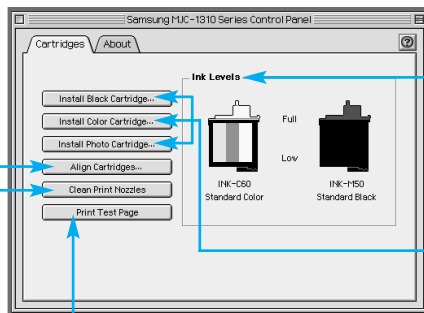 Samsung MJC-1310 Series Control Panel
Cartridges
About
?
Ink Levels
Install Black Cartridge...
Install Color Cartridge...
Install Photo Cartridge...
Align Cartridges...
Clean Print Nozzles
Print Test Page
Full
Low
INK-C60
Standard Color
INK-M50
Standard Black